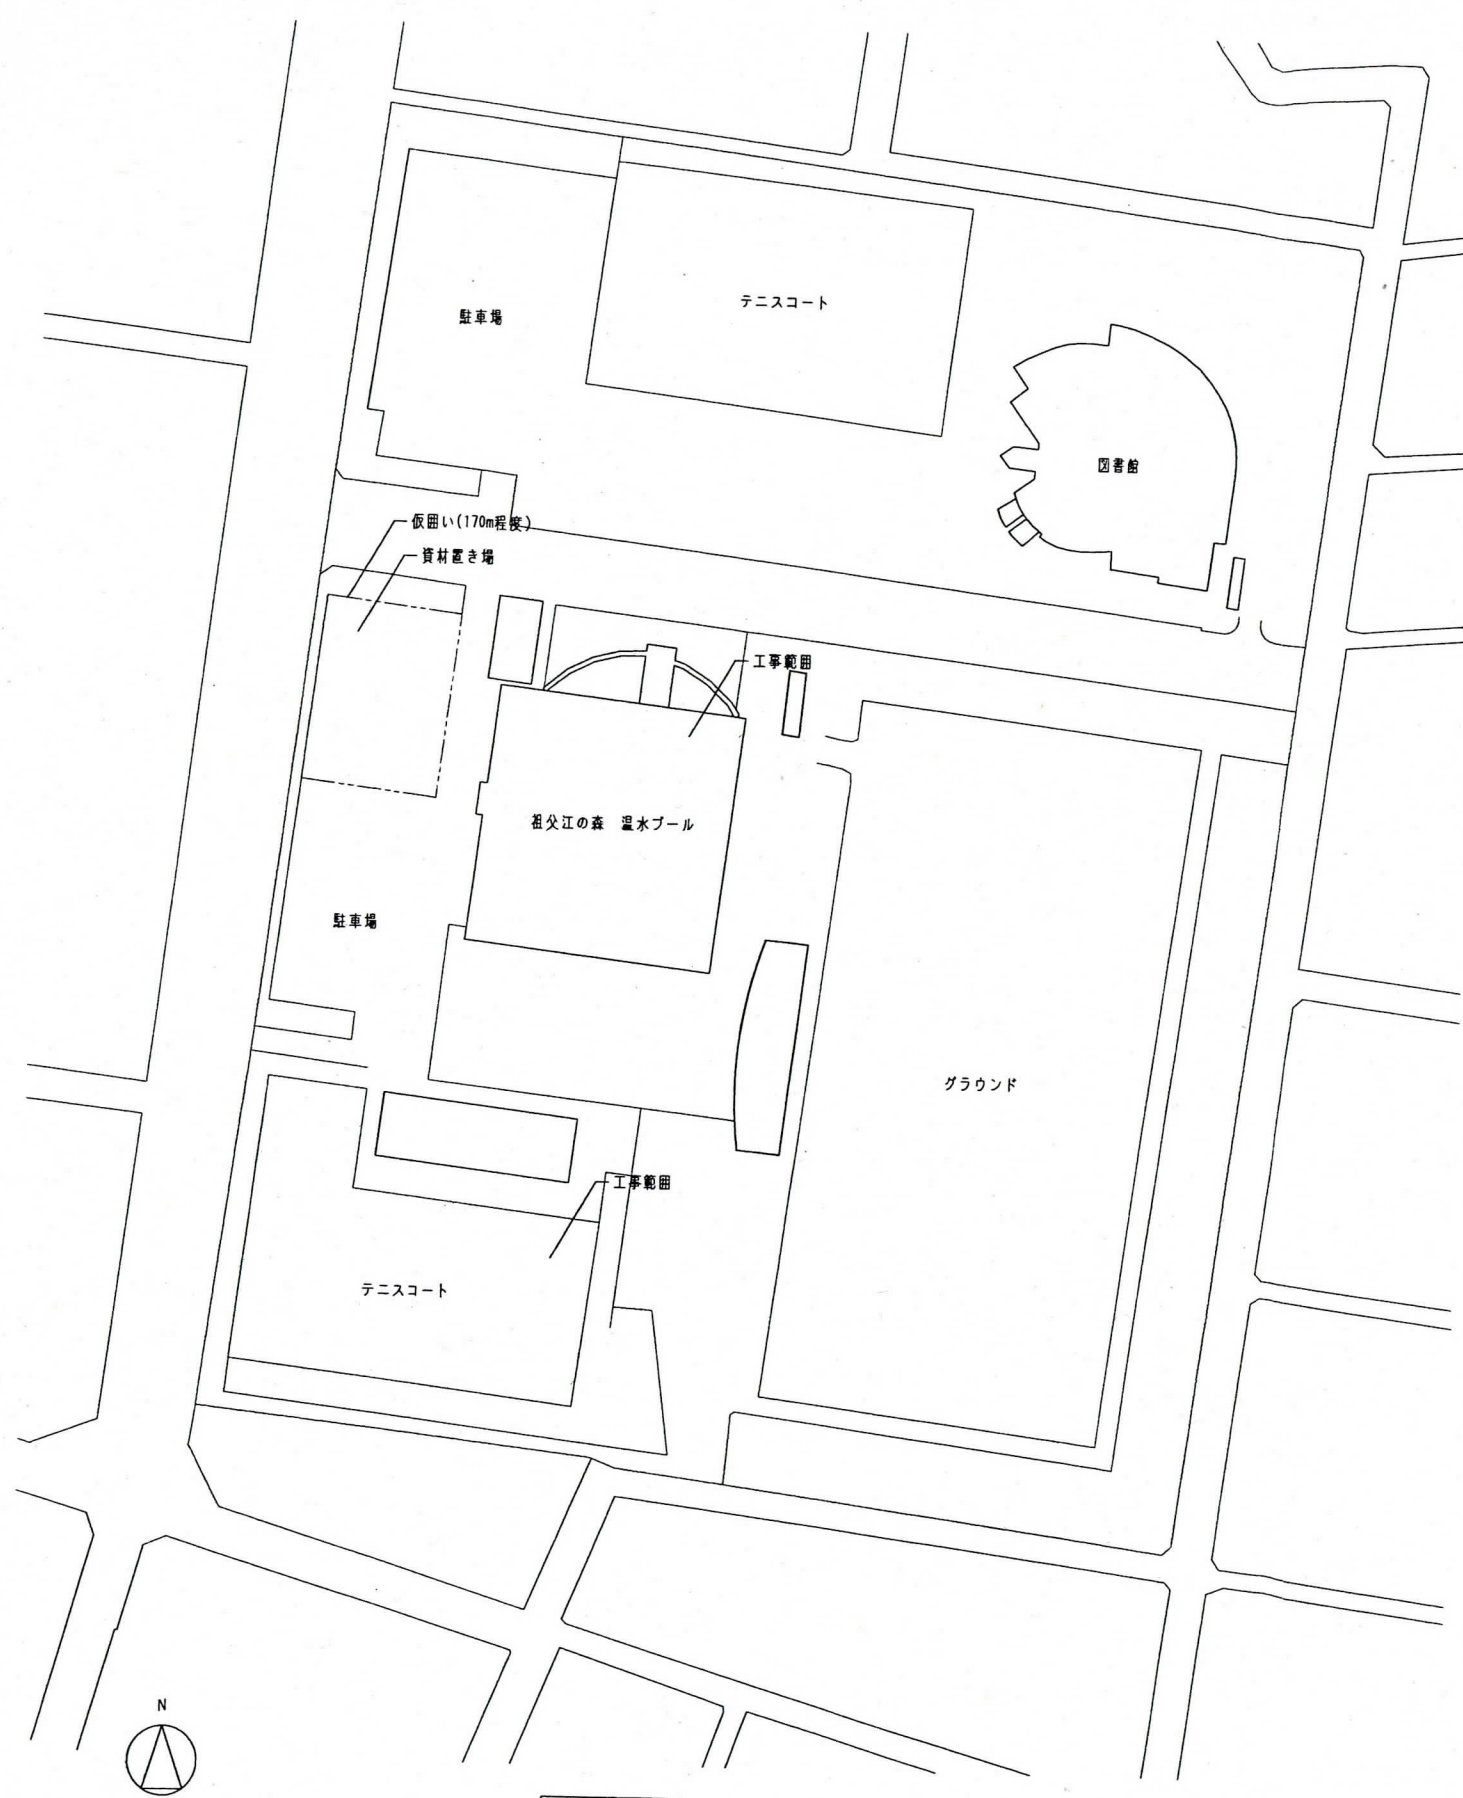 テニスコート
駐車場
図書館
仮囲い(170m程度)
資材置き場
工事範囲
祖父江の森 温水プール
駐車場
グラウンド
工事範囲
テニスコート
N